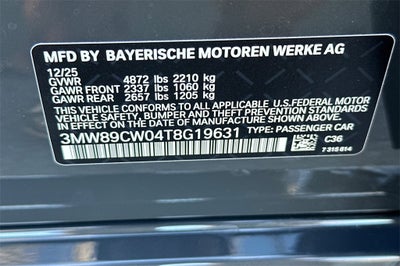 MFD BY BAYERISCHE MOTOREN WERKE AG
12/25
GVWR 4872 lbs 2210 kg
GAWR FRONT 2337 lbs 1060 kg
GAWR REAR 2657 lbs 1205 kg
THIS VEHICLE CONFORMS TO ALL APPLICABLE U.S. FEDERAL MOTOR
VEHICLE SAFETY, BUMPER, AND THEFT PREVENTION STANDARDS IN
EFFECT ON THE DATE OF MANUFACTURE SHOWN ABOVE.
3MW89CW04T8G19631 TYPE: PASSENGER CAR
C36
7315614